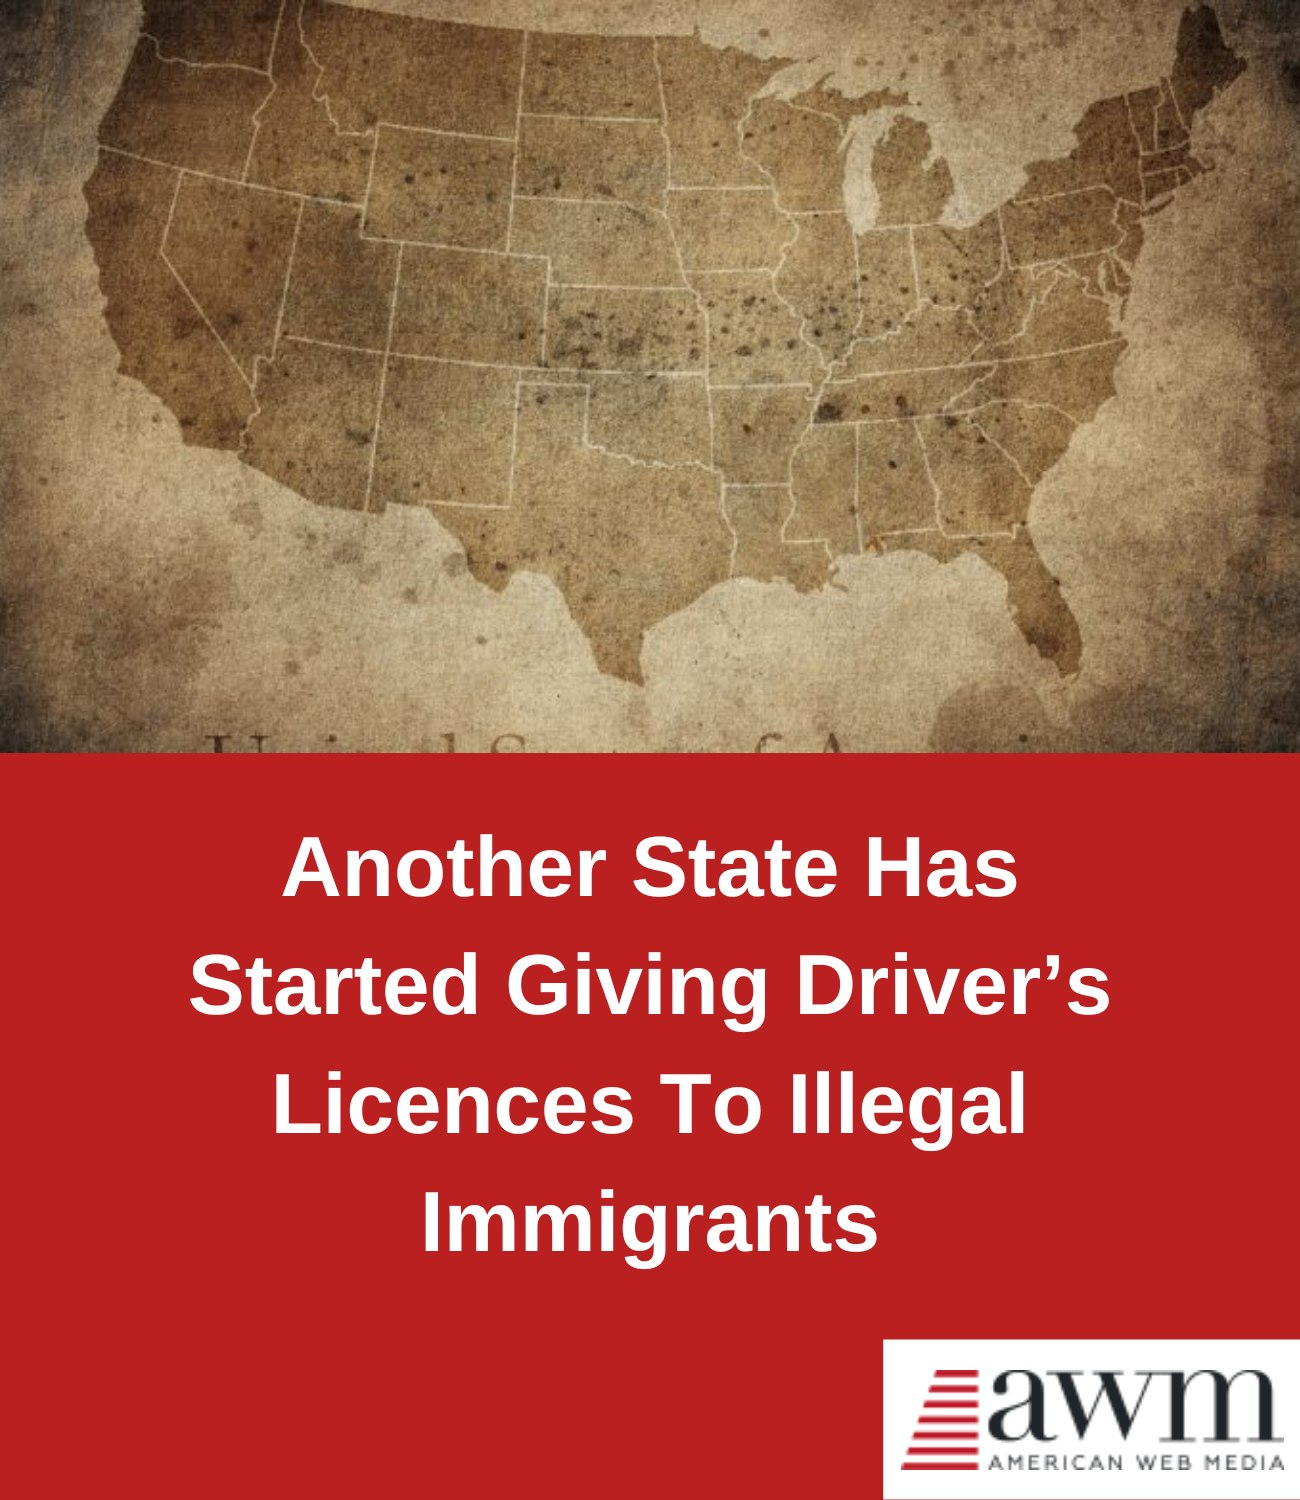 Another State Has
Started Giving Driver’s
Licences To Illegal
Immigrants
awm
AMERICAN WEB MEDIA